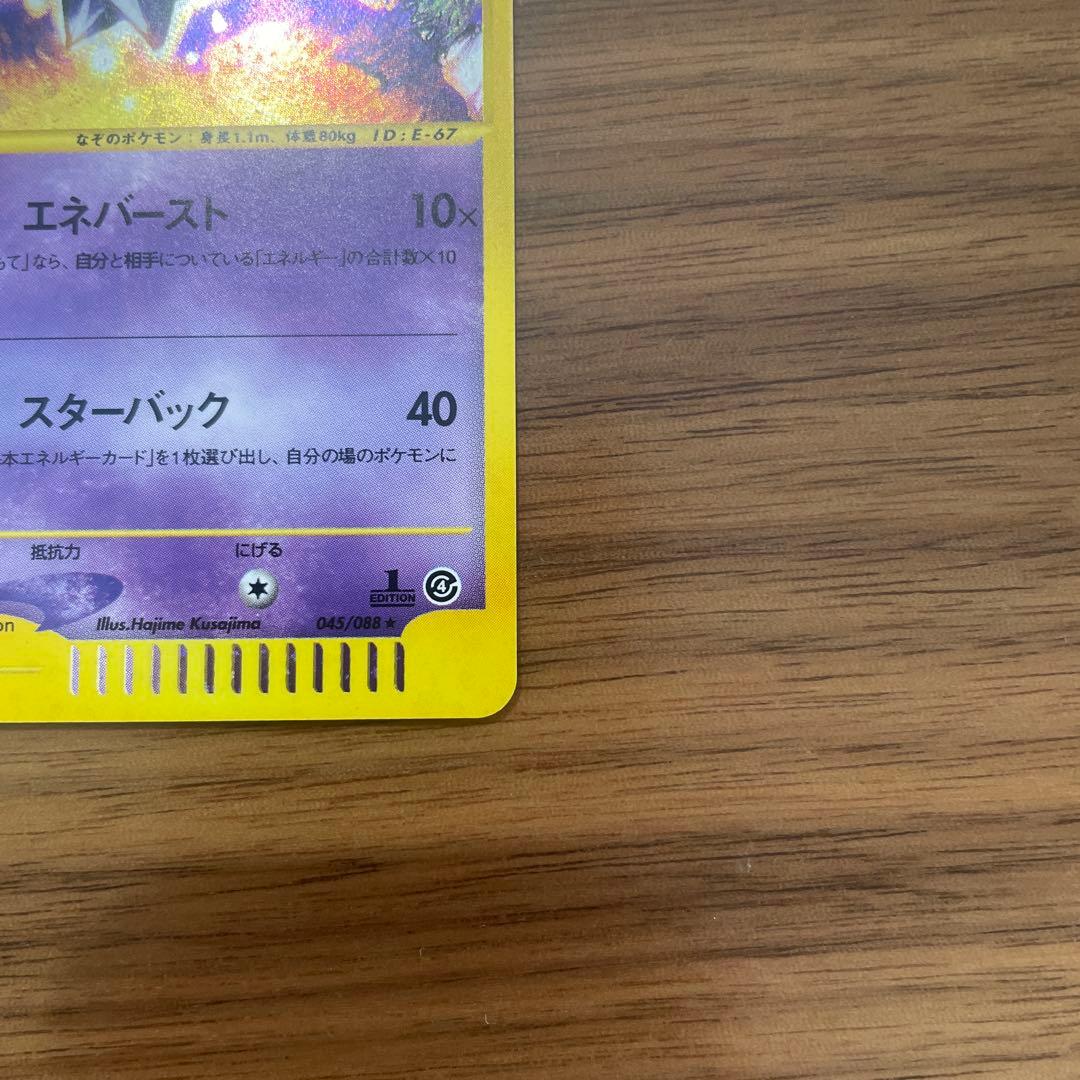 なぞのポケモン：身長1.1m、体重80kg ID:E-67
エネバースト 10×
て」なら、自分と相手についている「エネルギー」の合計数×10
スターバック 40
本エネルギーカード」を1枚選び出し、自分の場のポケモンに
抵抗力 にげる
1 EDITION 4
on Illus.Hajime Kusajima 045/088★